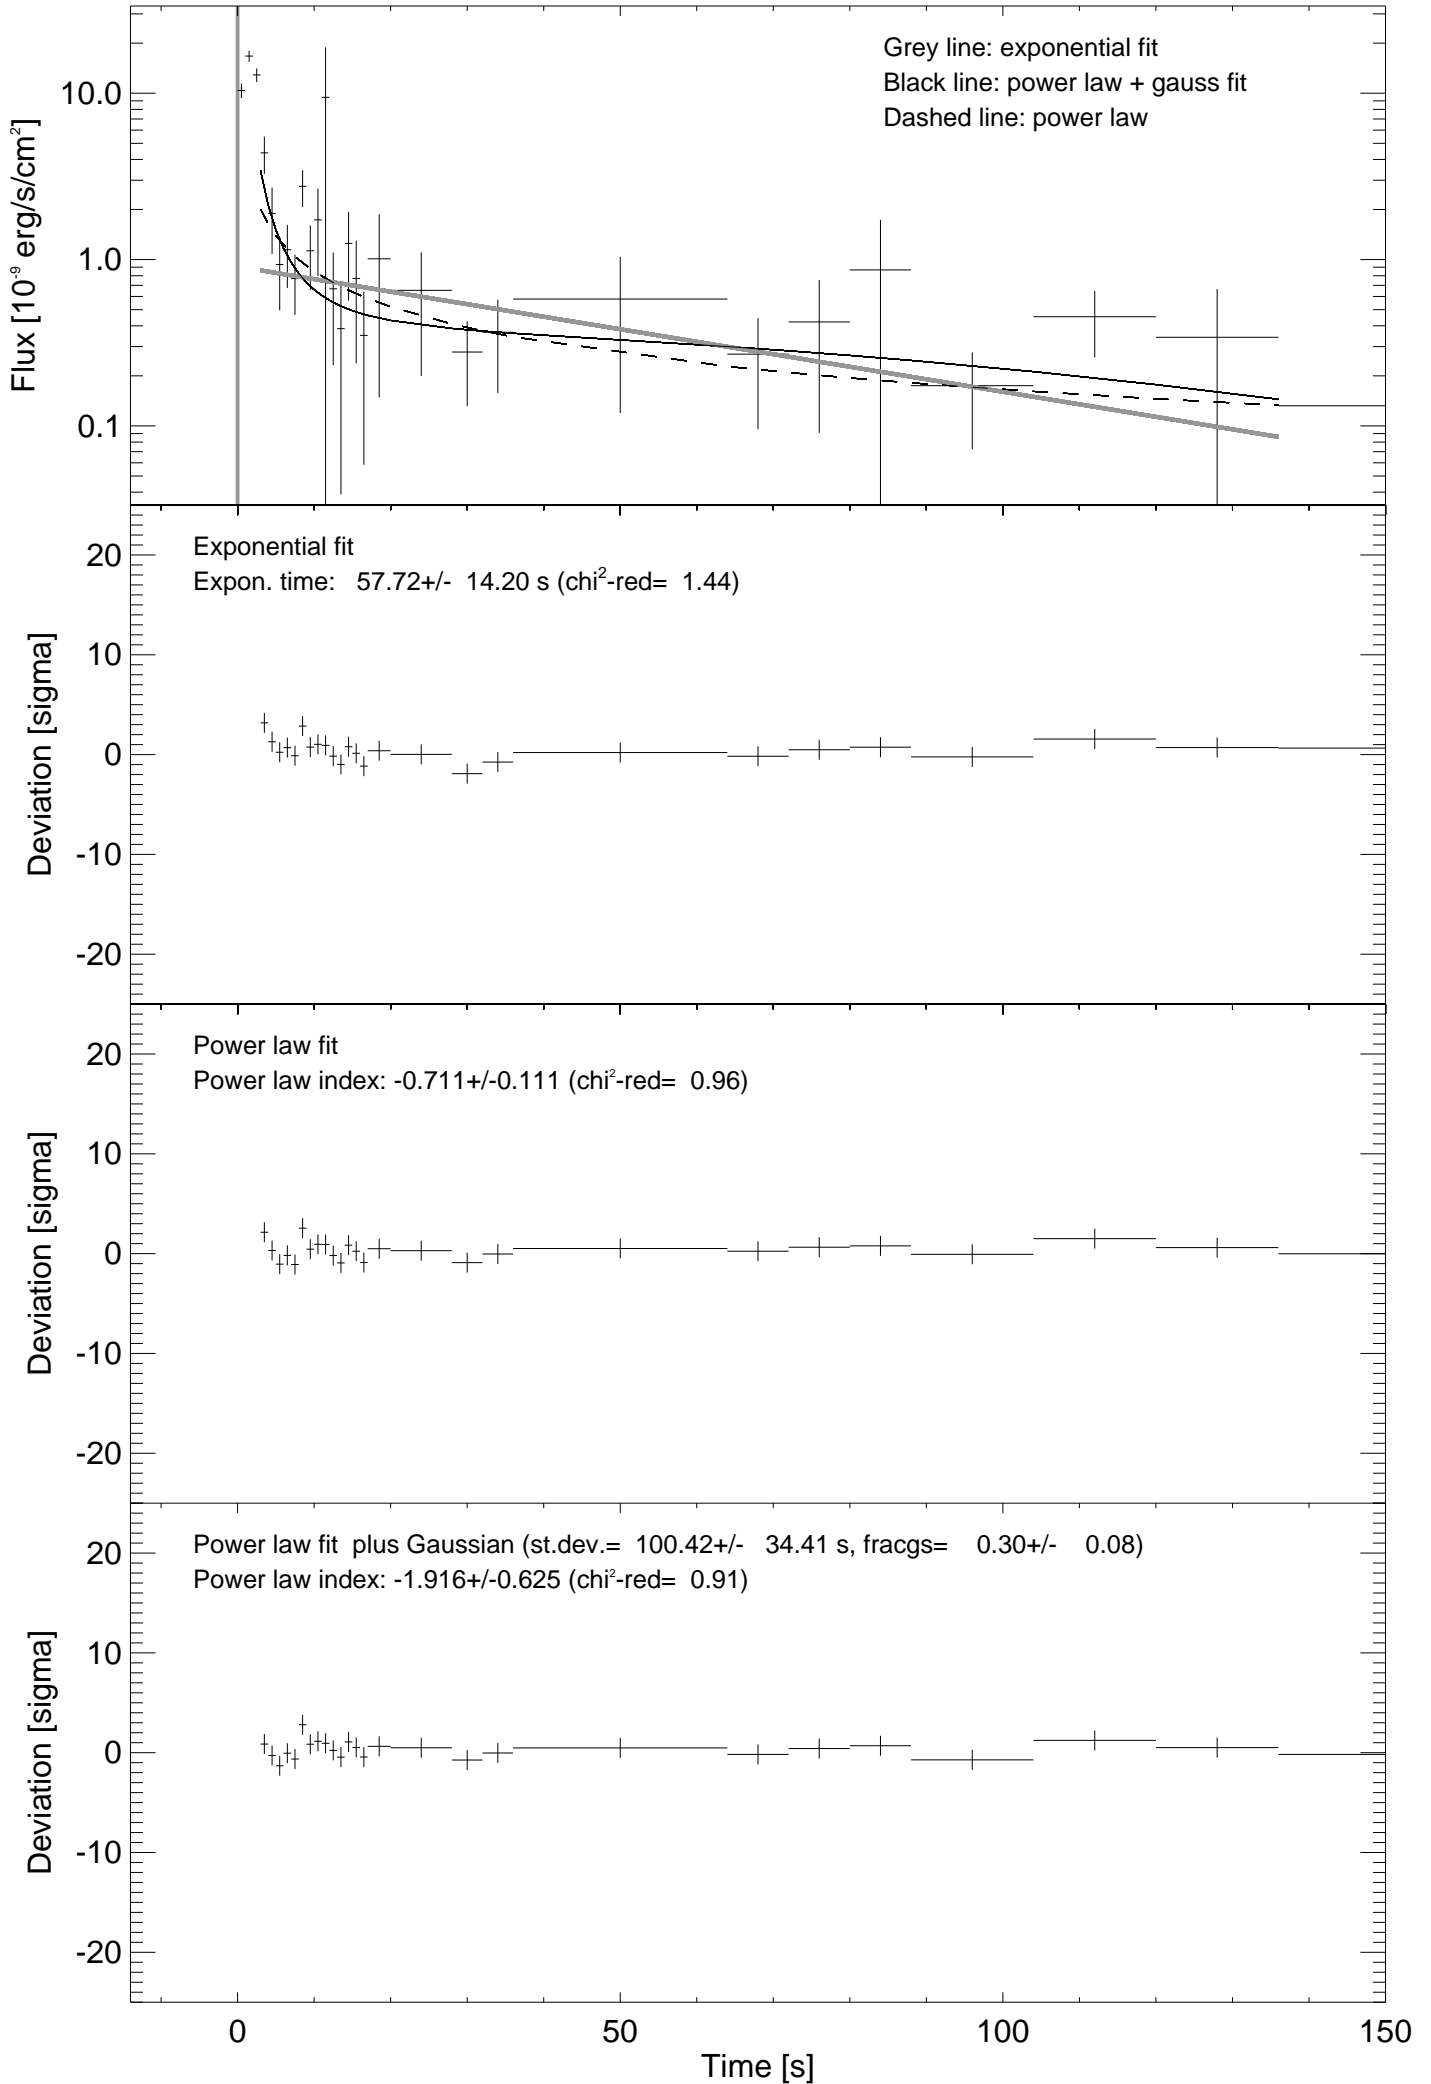 Grey line: exponential fit
Black line: power law + gauss fit
Dashed line: power law
10.0
1.0
0.1
Flux [10⁻⁹ erg/s/cm²]
Exponential fit
Expon. time: 57.72+/- 14.20 s (chi²-red= 1.44)
20
10
0
-10
-20
Deviation [sigma]
Power law fit
Power law index: -0.711+/-0.111 (chi²-red= 0.96)
20
10
0
-10
-20
Deviation [sigma]
Power law fit plus Gaussian (st.dev.= 100.42+/- 34.41 s, fracgs= 0.30+/- 0.08)
Power law index: -1.916+/-0.625 (chi²-red= 0.91)
20
10
0
-10
-20
Deviation [sigma]
0 50 100 150
Time [s]